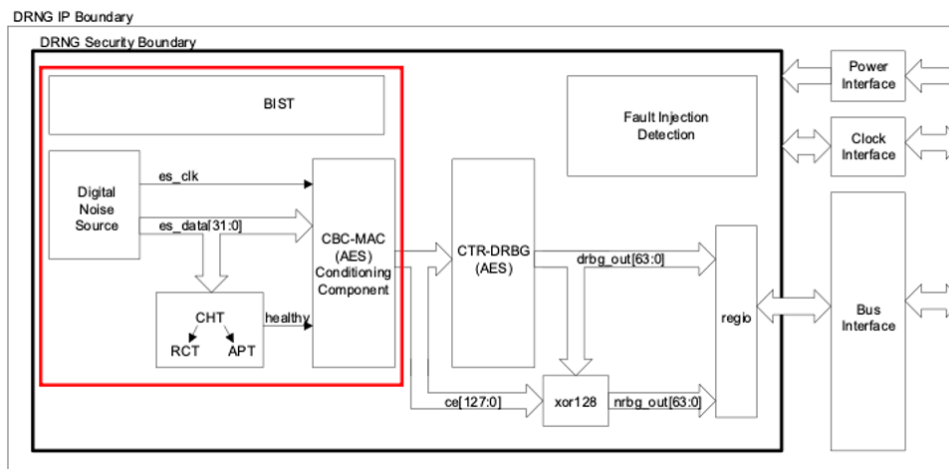 DRNG IP Boundary
DRNG Security Boundary
BIST
Fault Injection
Detection
Power
Interface
Clock
Interface
Digital
Noise
Source
es_clk
es_data[31:0]
CBC-MAC
(AES)
Conditioning
Component
CTR-DRBG
(AES)
drbg_out[63:0]
CHT
RCT
APT
healthy
regio
Bus
Interface
ce[127:0]
xor128
nrbg_out[63:0]